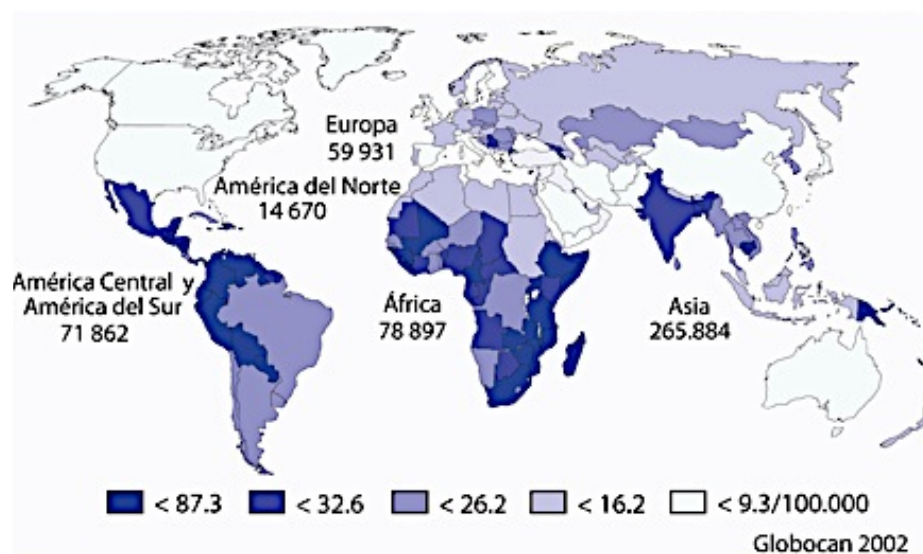 Europa
59 931
América del Norte
14 670
América Central y
América del Sur
71 862
África
78 897
Asia
265.884
< 87.3 < 32.6 < 26.2 < 16.2 < 9.3/100.000
Globocan 2002